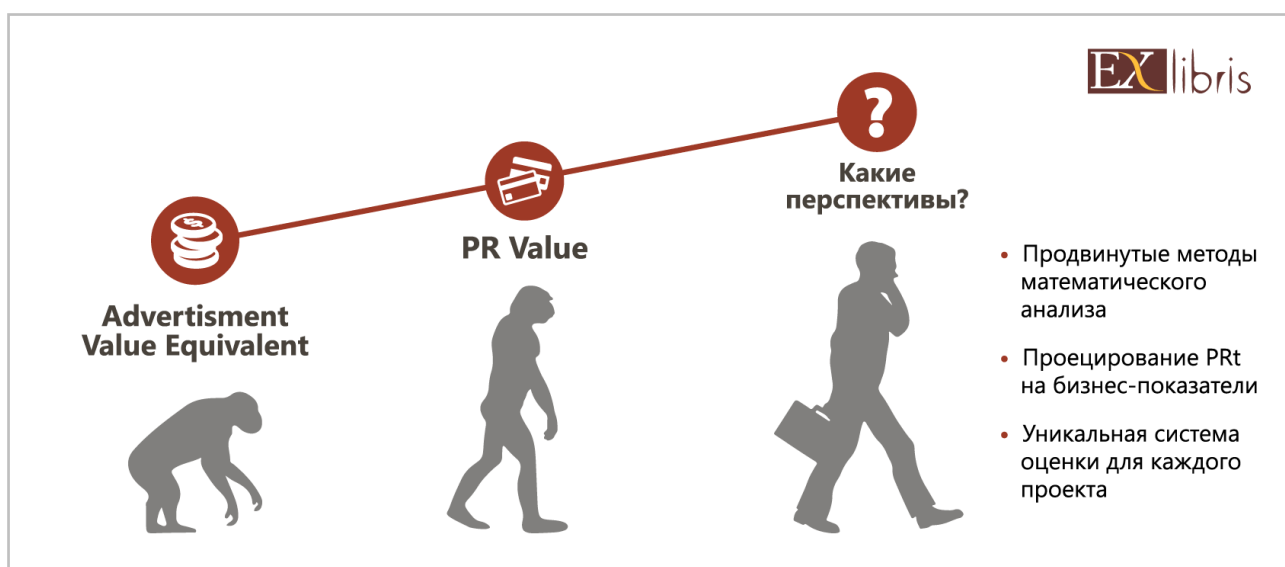 EX libris
?
Какие
перспективы?
PR Value
Advertisment
Value Equivalent
• Продвинутые методы
математического
анализа
• Проецирование PRt
на бизнес-показатели
• Уникальная система
оценки для каждого
проекта